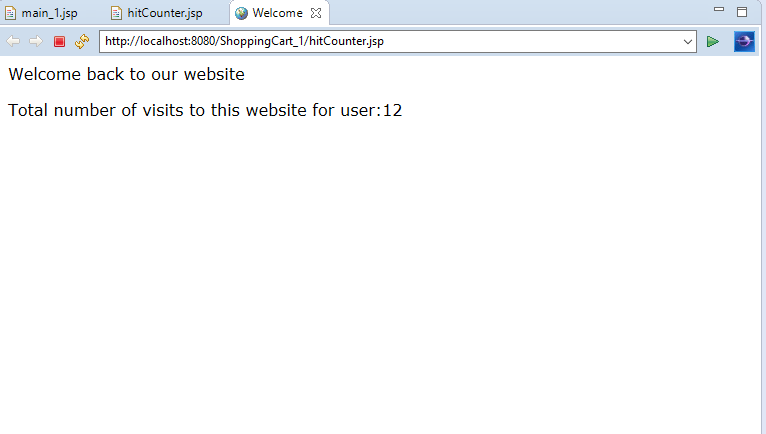 main_1.jsp
hitCounter.jsp
Welcome
http://localhost:8080/ShoppingCart_1/hitCounter.jsp
Welcome back to our website
Total number of visits to this website for user:12